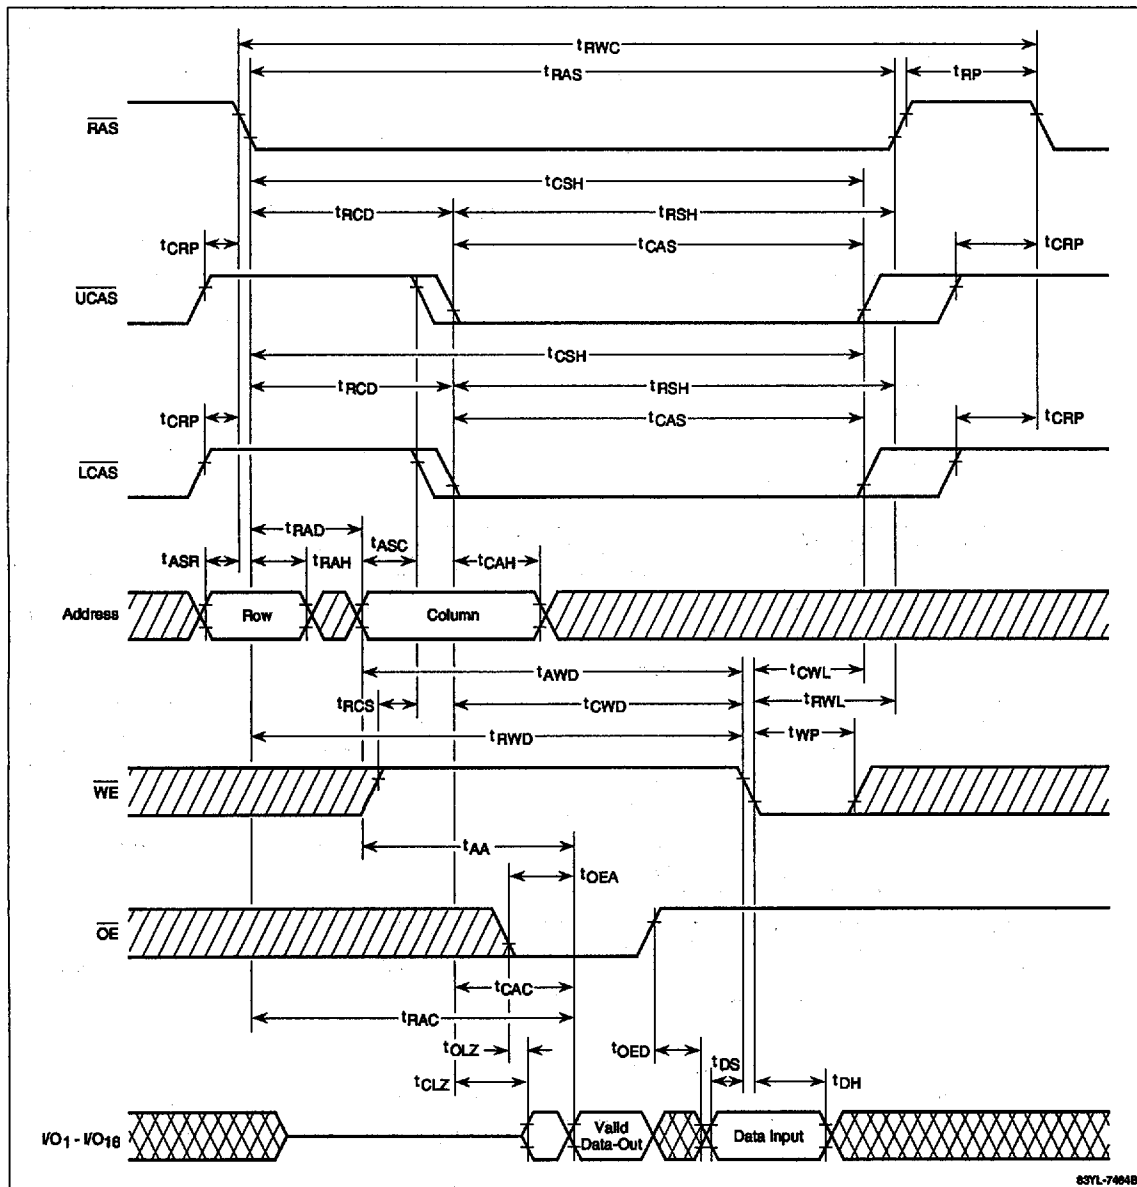 tRWC
tRAS
tRP
RAS
tCSH
tRCD
tRSH
tCRP
tCAS
tCRP
UCAS
tCSH
tRCD
tRSH
tCRP
tCAS
tCRP
LCAS
tRAD
tASC
tASR
tRAH
tCAH
Address
Row
Column
tAWD
tCWL
tRCS
tCWD
tRWL
tRWD
tWP
WE
tAA
tOEA
OE
tCAC
tRAC
tOLZ
tOED
tDS
tCLZ
tDH
I/O1 - I/O16
Valid
Data-Out
Data Input
83YL-7464B